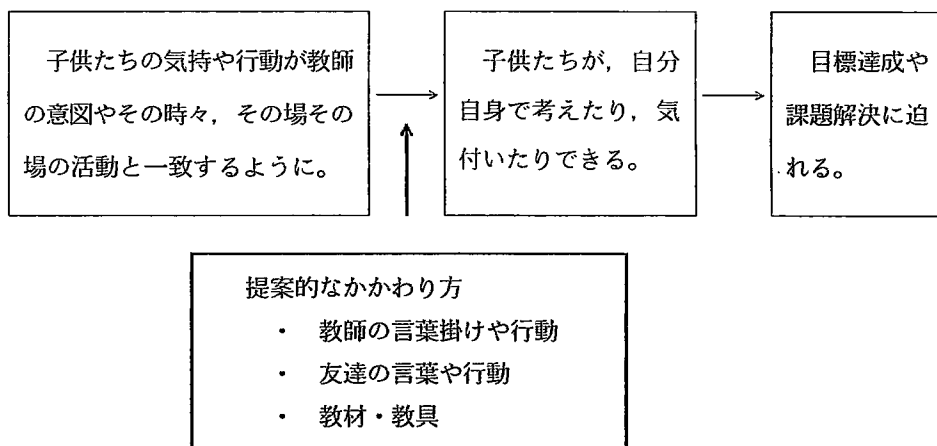 子供たちの気持や行動が教師
の意図やその時々，その場その
場の活動と一致するように。
子供たちが，自分
自身で考えたり，気
付いたりできる。
目標達成や
課題解決に迫
れる。
提案的なかかわり方
・ 教師の言葉掛けや行動
・ 友達の言葉や行動
・ 教材・教具